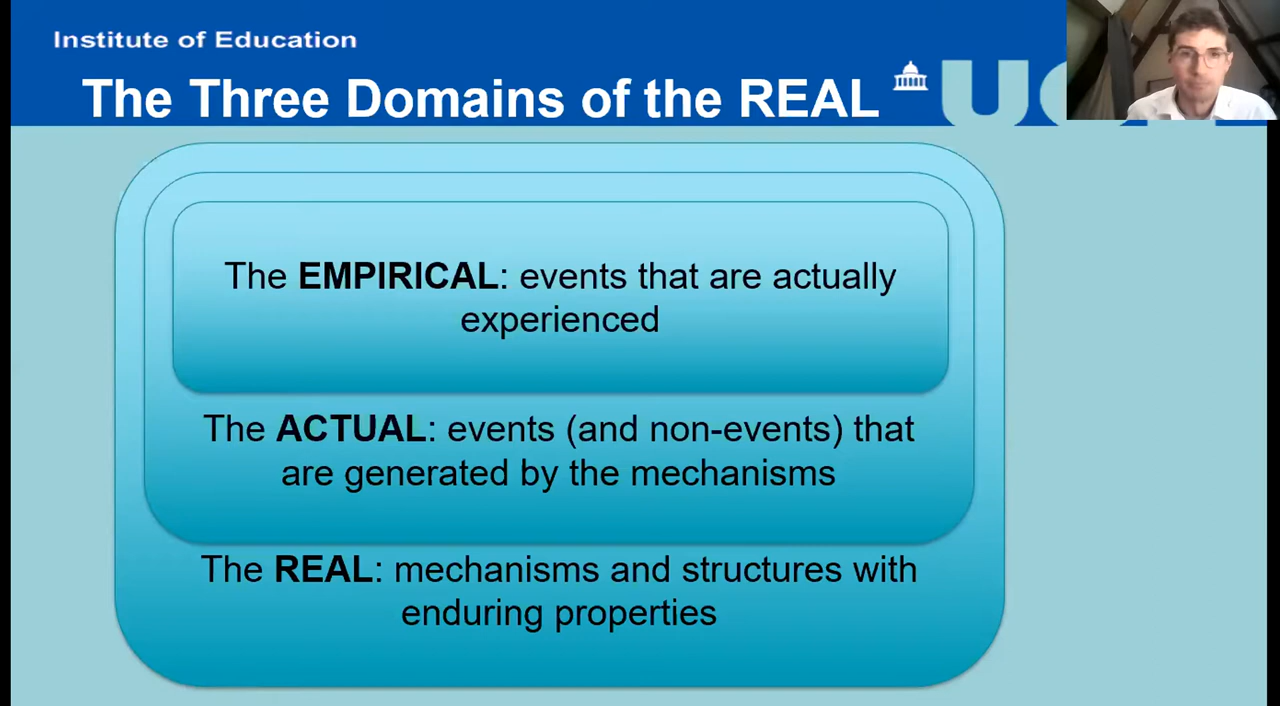 Institute of Education
The Three Domains of the REAL
The EMPIRICAL: events that are actually
experienced
The ACTUAL: events (and non-events) that
are generated by the mechanisms
The REAL: mechanisms and structures with
enduring properties